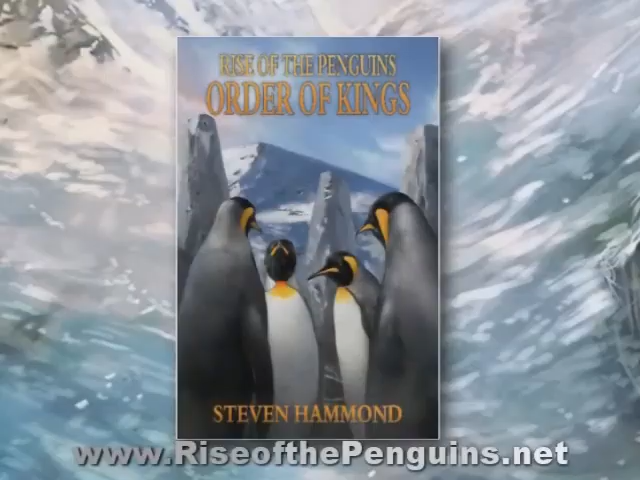 RISE OF THE PENGUINS
ORDER OF KINGS
STEVEN HAMMOND
www.RiseofthePenguins.net